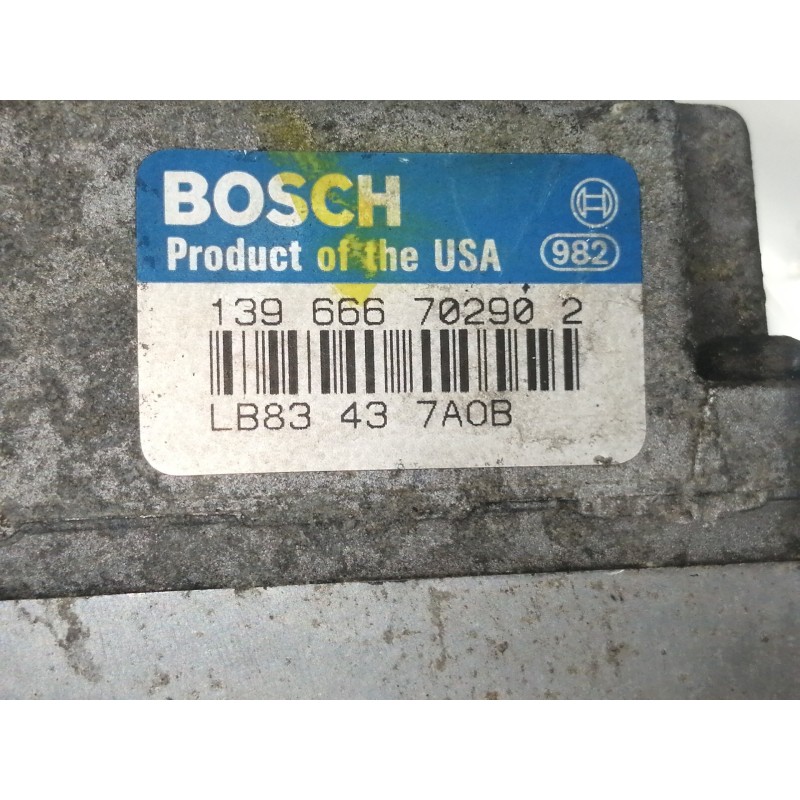 BOSCH
Product of the USA 982
139 666 70290 2
LB83 43 7A0B